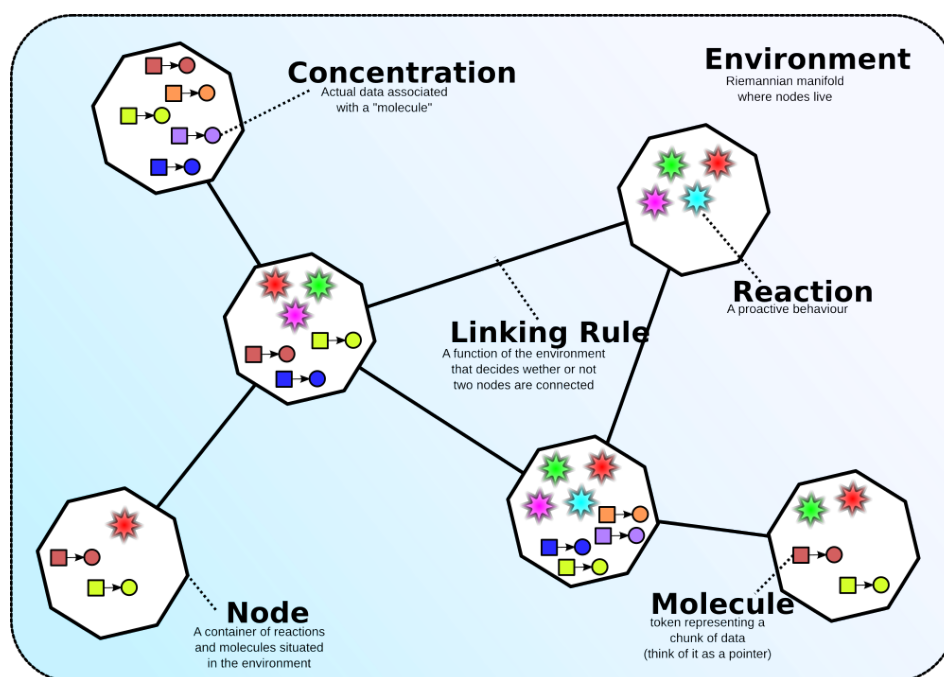 Concentration
Actual data associated
with a "molecule"
Environment
Riemannian manifold
where nodes live
Reaction
A proactive behaviour
Linking Rule
A function of the environment
that decides wether or not
two nodes are connected
Node
A container of reactions
and molecules situated
in the environment
Molecule
token representing a
chunk of data
(think of it as a pointer)